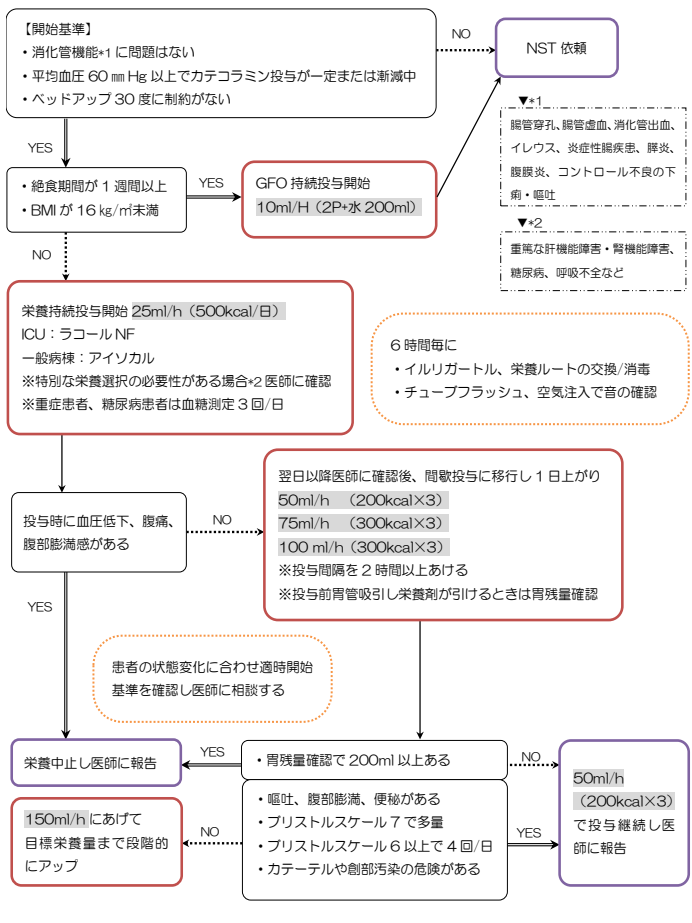 【開始基準】
・消化管機能*1 に問題はない
・平均血圧 60 ㎜ Hg 以上でカテコラミン投与が一定または漸減中
・ベッドアップ 30 度に制約がない
NO
NST 依頼
▼*1
腸管穿孔、腸管虚血、消化管出血、
イレウス、炎症性腸疾患、膵炎、
腹膜炎、コントロール不良の下
痢・嘔吐
▼*2
重篤な肝機能障害・腎機能障害、
糖尿病、呼吸不全など
YES
・絶食期間が 1 週間以上
・BMI が 16 ㎏/㎡未満
YES
GFO 持続投与開始
10ml/H（2P+水 200ml）
NO
栄養持続投与開始 25ml/h（500kcal/日）
ICU：ラコール NF
一般病棟：アイソカル
※特別な栄養選択の必要性がある場合*2 医師に確認
※重症患者、糖尿病患者は血糖測定 3 回/日
6 時間毎に
・イルリガートル、栄養ルートの交換/消毒
・チューブフラッシュ、空気注入で音の確認
投与時に血圧低下、腹痛、
腹部膨満感がある
NO
翌日以降医師に確認後、間歇投与に移行し 1 日上がり
50ml/h （200kcal×3）
75ml/h （300kcal×3）
100 ml/h（300kcal×3）
※投与間隔を 2 時間以上あける
※投与前胃管吸引し栄養剤が引けるときは胃残量確認
YES
患者の状態変化に合わせ適時開始
基準を確認し医師に相談する
栄養中止し医師に報告
YES
・胃残量確認で 200ml 以上ある
NO
50ml/h
（200kcal×3）
で投与継続し医
師に報告
150ml/h にあげて
目標栄養量まで段階的
にアップ
NO
・嘔吐、腹部膨満、便秘がある
・ブリストルスケール 7 で多量
・ブリストルスケール 6 以上で 4 回/日
・カテーテルや創部汚染の危険がある
YES